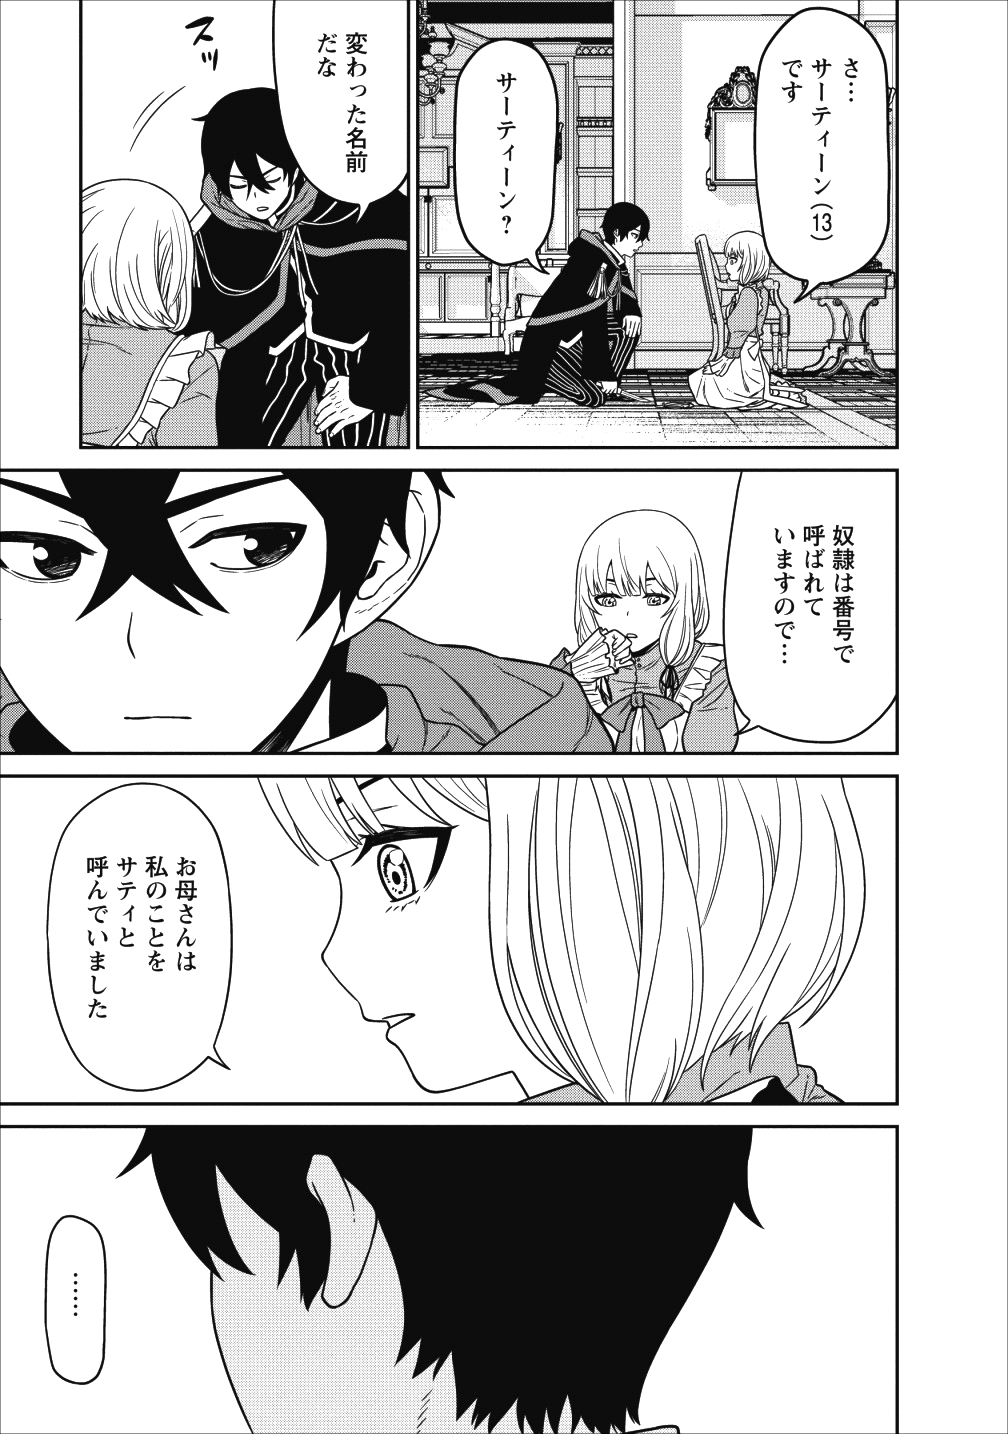 さ…
サーティーン(13)
です
サーティーン?
変わった名前
だな
スッ
奴隷は番号で
呼ばれて
いますので…
お母さんは
私のことを
サティと
呼んでいました
……